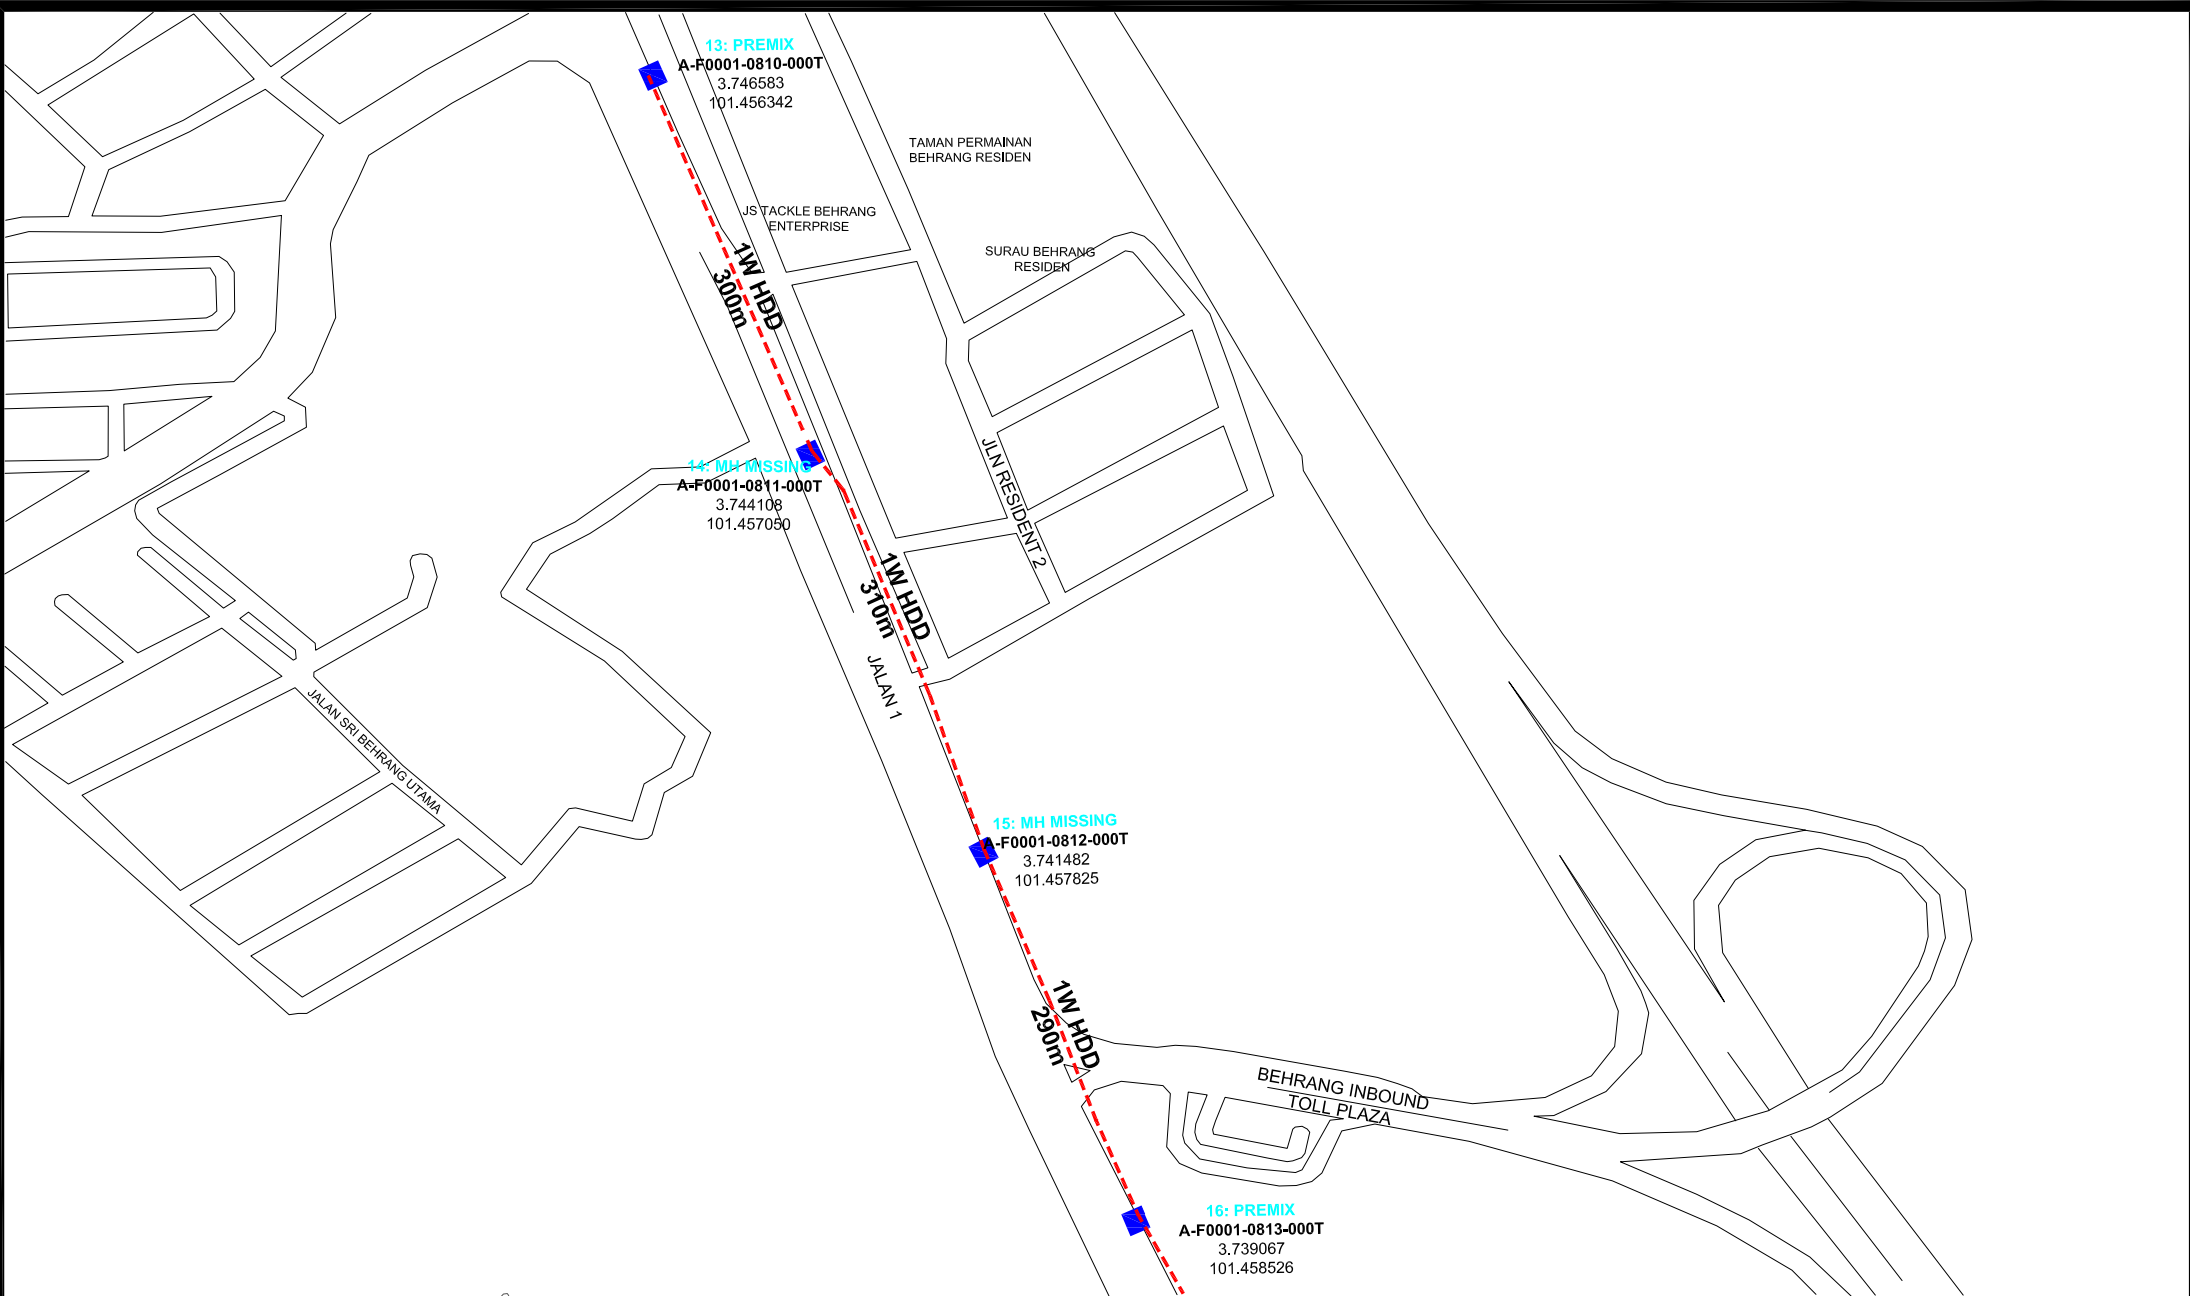 13: PREMIX
A-F0001-0810-000T
3.746583
101.456342
TAMAN PERMAINAN
BEHRANG RESIDEN
JS TACKLE BEHRANG
ENTERPRISE
SURAU BEHRANG
RESIDEN
1W HDD
300m
14: MH MISSING
A-F0001-0811-000T
3.744108
101.457050
JLN RESIDENT 2
1W HDD
310m
JALAN 1
JALAN SRI BEHRANG UTAMA
15: MH MISSING
A-F0001-0812-000T
3.741482
101.457825
1W HDD
290m
BEHRANG INBOUND
TOLL PLAZA
16: PREMIX
A-F0001-0813-000T
3.739067
101.458526